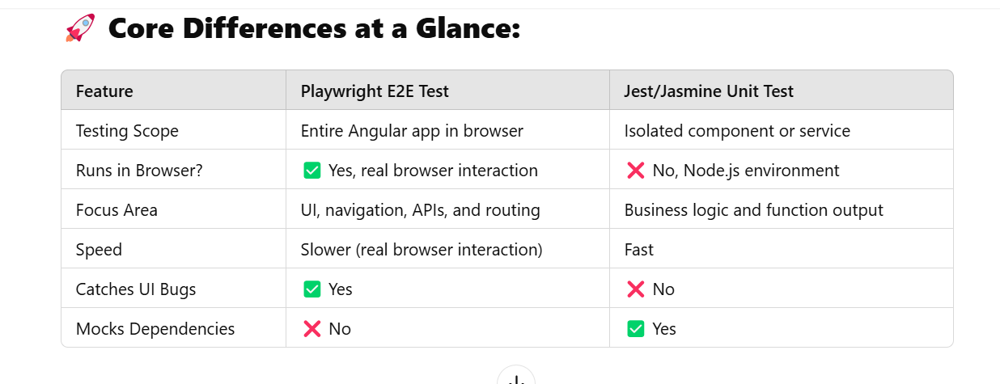 🚀 Core Differences at a Glance:
Feature Playwright E2E Test Jest/Jasmine Unit Test
Testing Scope Entire Angular app in browser Isolated component or service
Runs in Browser? ✅ Yes, real browser interaction ❌ No, Node.js environment
Focus Area UI, navigation, APIs, and routing Business logic and function output
Speed Slower (real browser interaction) Fast
Catches UI Bugs ✅ Yes ❌ No
Mocks Dependencies ❌ No ✅ Yes